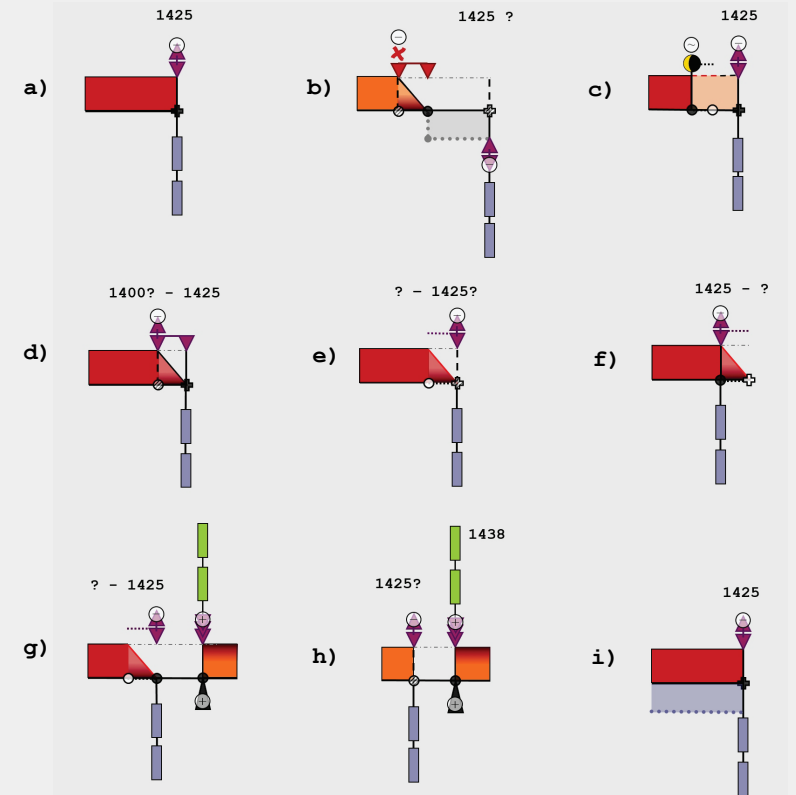 1425
1425 ?
1425
a)
b)
c)
1400? - 1425
? - 1425?
1425 - ?
d)
e)
f)
1438
? - 1425
1425?
1425
g)
h)
i)